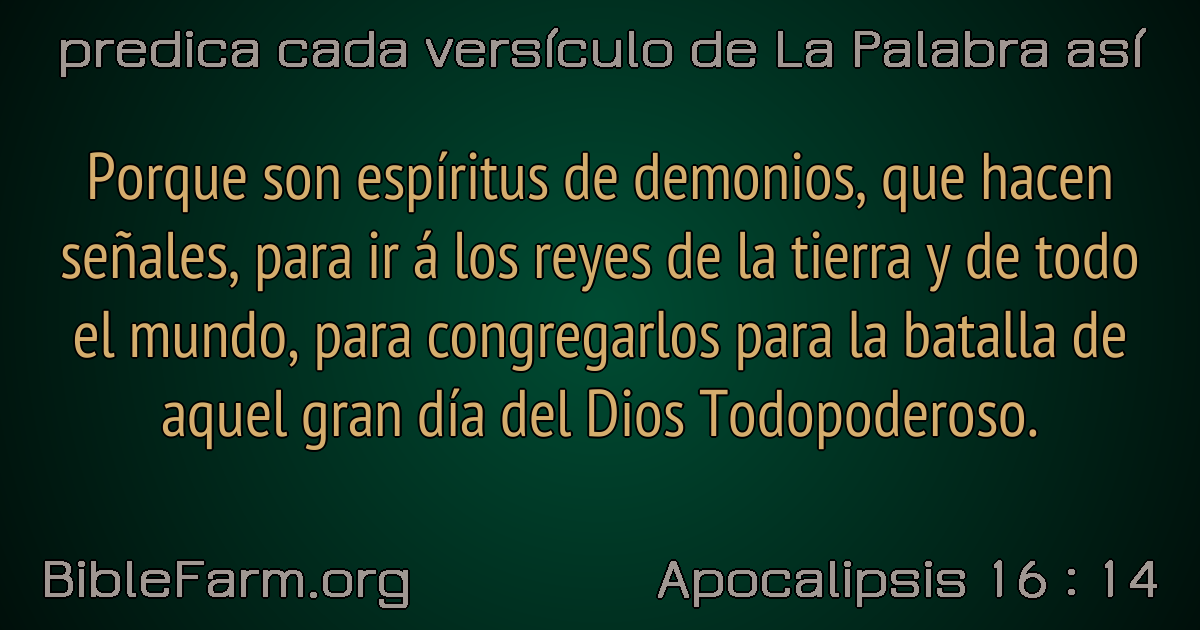 predica cada versículo de La Palabra así
Porque son espíritus de demonios, que hacen
señales, para ir á los reyes de la tierra y de todo
el mundo, para congregarlos para la batalla de
aquel gran día del Dios Todopoderoso.
BibleFarm.org
Apocalipsis 16 : 14